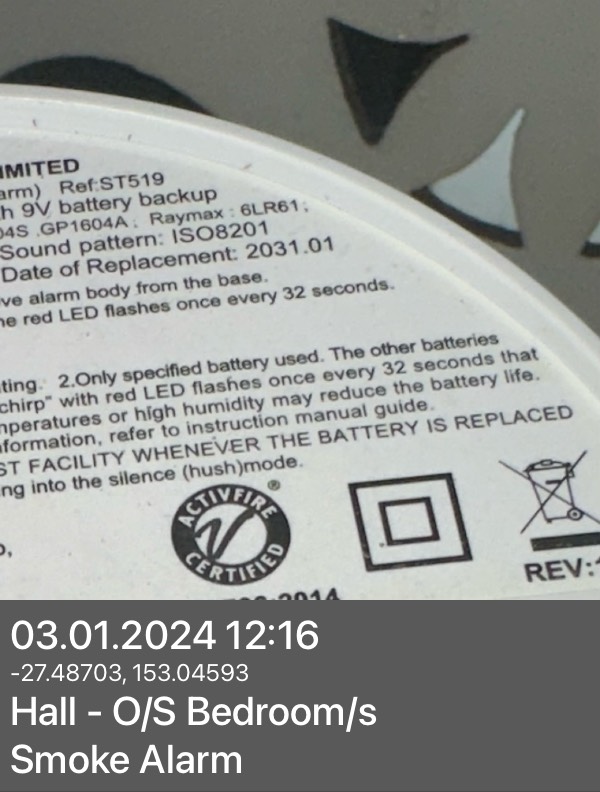 IMITED
arm) Ref:ST519
h 9V battery backup
04S .GP1604A . Raymax : 6LR61 ;
Sound pattern: ISO8201
Date of Replacement: 2031.01
ve alarm body from the base.
he red LED flashes once every 32 seconds.
ting. 2.Only specified battery used. The other batteries
chirp" with red LED flashes once every 32 seconds that
nperatures or high humidity may reduce the battery life.
formation, refer to instruction manual guide.
ST FACILITY WHENEVER THE BATTERY IS REPLACED
ng into the silence (hush)mode.
ACTIVFIRE ®
CERTIFIED
REV:
2014
03.01.2024 12:16
-27.48703, 153.04593
Hall - O/S Bedroom/s
Smoke Alarm